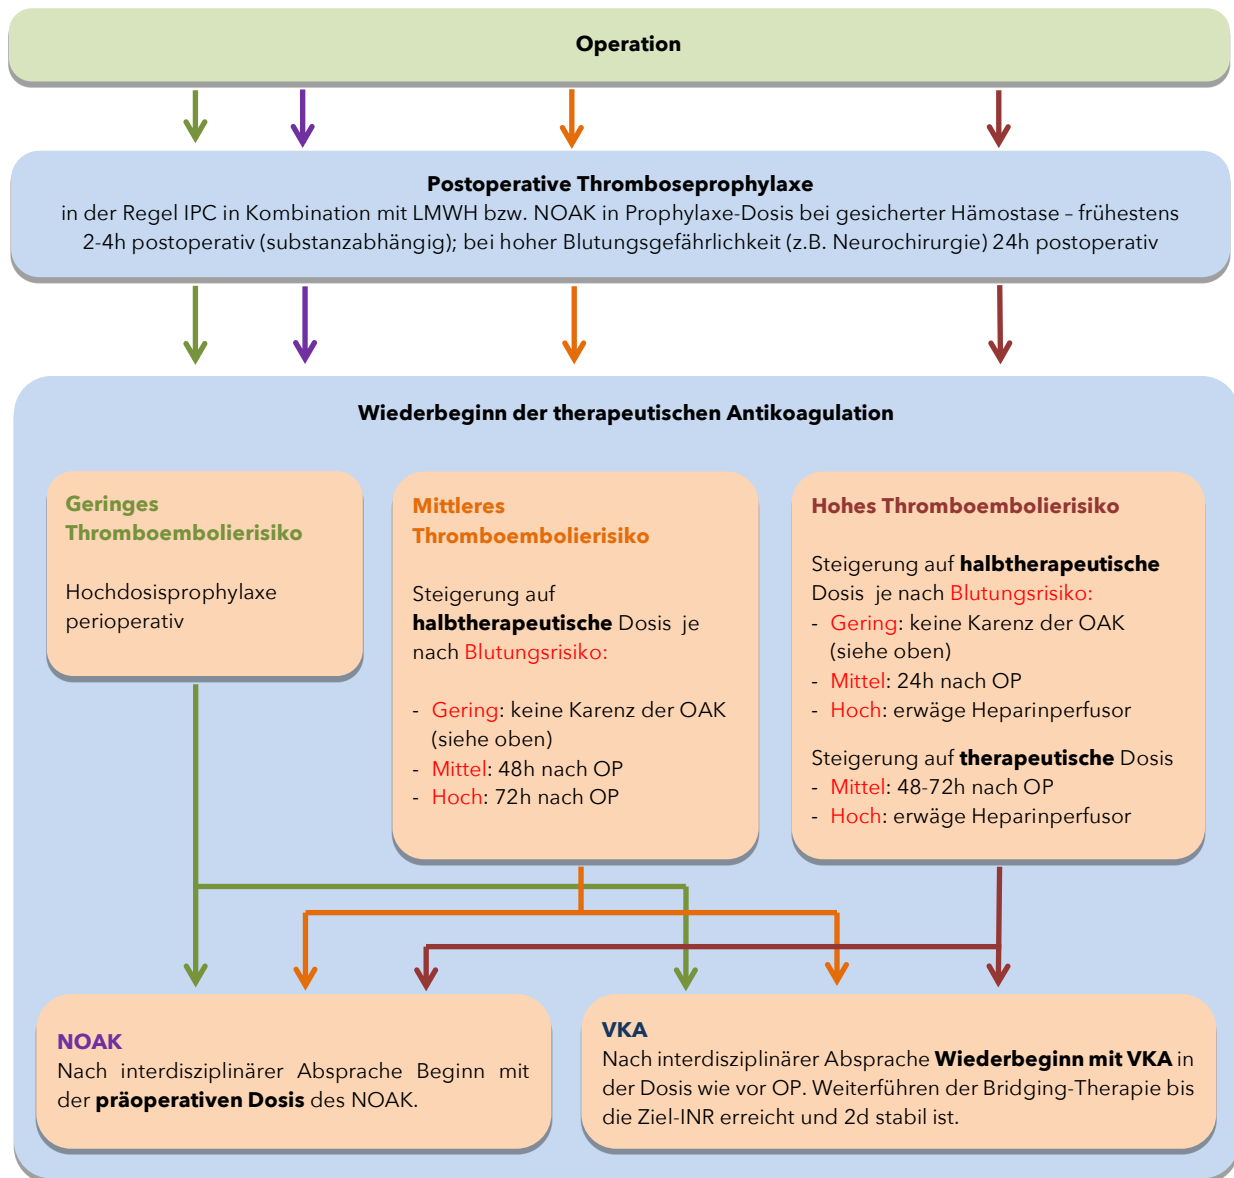 Operation
Postoperative Thromboseprophylaxe
in der Regel IPC in Kombination mit LMWH bzw. NOAK in Prophylaxe-Dosis bei gesicherter Hämostase – frühestens
2-4h postoperativ (substanzabhängig); bei hoher Blutungsgefährlichkeit (z.B. Neurochirurgie) 24h postoperativ
Wiederbeginn der therapeutischen Antikoagulation
Geringes
Thromboembolierisiko
Hochdosisprophylaxe
perioperativ
Mittleres
Thromboembolierisiko
Steigerung auf
halbtherapeutische Dosis je
nach Blutungsrisiko:
- Gering: keine Karenz der OAK
(siehe oben)
- Mittel: 48h nach OP
- Hoch: 72h nach OP
Hohes Thromboembolierisiko
Steigerung auf halbtherapeutische
Dosis je nach Blutungsrisiko:
- Gering: keine Karenz der OAK
(siehe oben)
- Mittel: 24h nach OP
- Hoch: erwäge Heparinperfusor
Steigerung auf therapeutische Dosis
- Mittel: 48-72h nach OP
- Hoch: erwäge Heparinperfusor
NOAK
Nach interdisziplinärer Absprache Beginn mit
der präoperativen Dosis des NOAK.
VKA
Nach interdisziplinärer Absprache Wiederbeginn mit VKA in
der Dosis wie vor OP. Weiterführen der Bridging-Therapie bis
die Ziel-INR erreicht und 2d stabil ist.